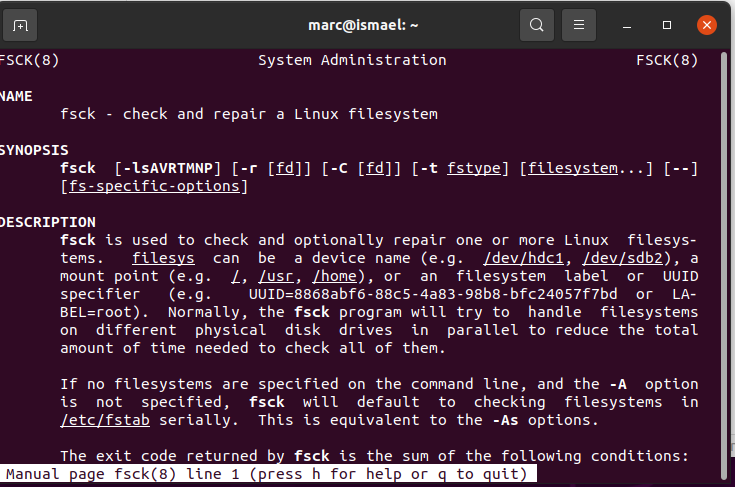 marc@ismael: ~
FSCK(8) System Administration FSCK(8)
NAME
fsck - check and repair a Linux filesystem
SYNOPSIS
fsck [-lsAVRTMNP] [-r [fd]] [-C [fd]] [-t fstype] [filesystem...] [--]
[fs-specific-options]
DESCRIPTION
fsck is used to check and optionally repair one or more Linux filesys-
tems. filesys can be a device name (e.g. /dev/hdc1, /dev/sdb2), a
mount point (e.g. /, /usr, /home), or an filesystem label or UUID
specifier (e.g. UUID=8868abf6-88c5-4a83-98b8-bfc24057f7bd or LA-
BEL=root). Normally, the fsck program will try to handle filesystems
on different physical disk drives in parallel to reduce the total
amount of time needed to check all of them.
If no filesystems are specified on the command line, and the -A option
is not specified, fsck will default to checking filesystems in
/etc/fstab serially. This is equivalent to the -As options.
The exit code returned by fsck is the sum of the following conditions:
Manual page fsck(8) line 1 (press h for help or q to quit)